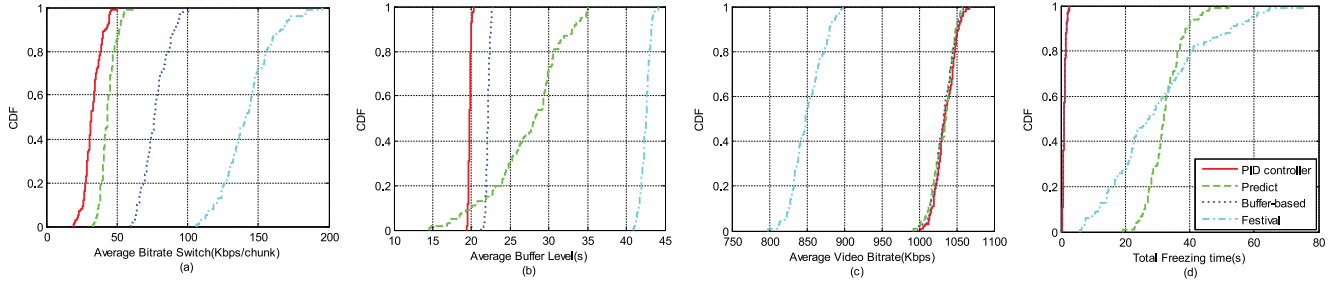 CDF
1
0.8
0.6
0.4
0.2
0
0 50 100 150 200
Average Bitrate Switch(Kbps/chunk)
(a)
CDF
1
0.8
0.6
0.4
0.2
0
10 15 20 25 30 35 40 45
Average Buffer Level(s)
(b)
CDF
1
0.8
0.6
0.4
0.2
0
750 800 850 900 950 1000 1050 1100
Average Video Bitrate(Kbps)
(c)
CDF
1
0.8
0.6
0.4
0.2
0
0 20 40 60 80
Total Freezing time(s)
(d)
PID controller
Predict
Buffer-based
Festival